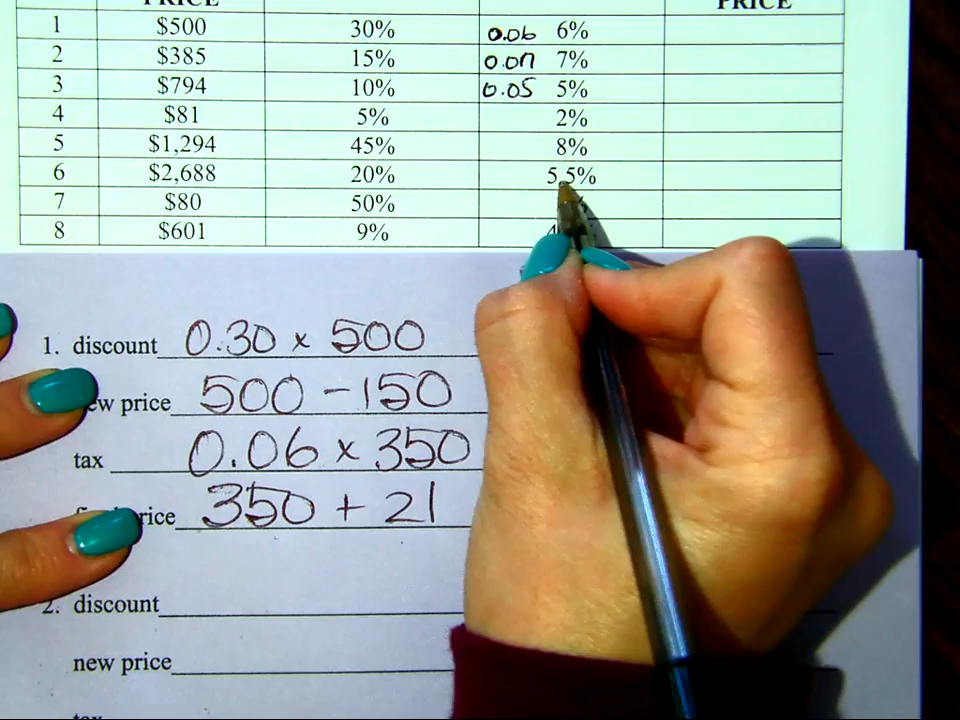 PRICE
1 $500 30% 0.06 6%
2 $385 15% 0.07 7%
3 $794 10% 0.05 5%
4 $81 5% 2%
5 $1,294 45% 8%
6 $2,688 20% 5.5%
7 $80 50%
8 $601 9%
1. discount 0.30 x 500
new price 500 - 150
tax 0.06 x 350
price 350 + 21
2. discount
new price
tax